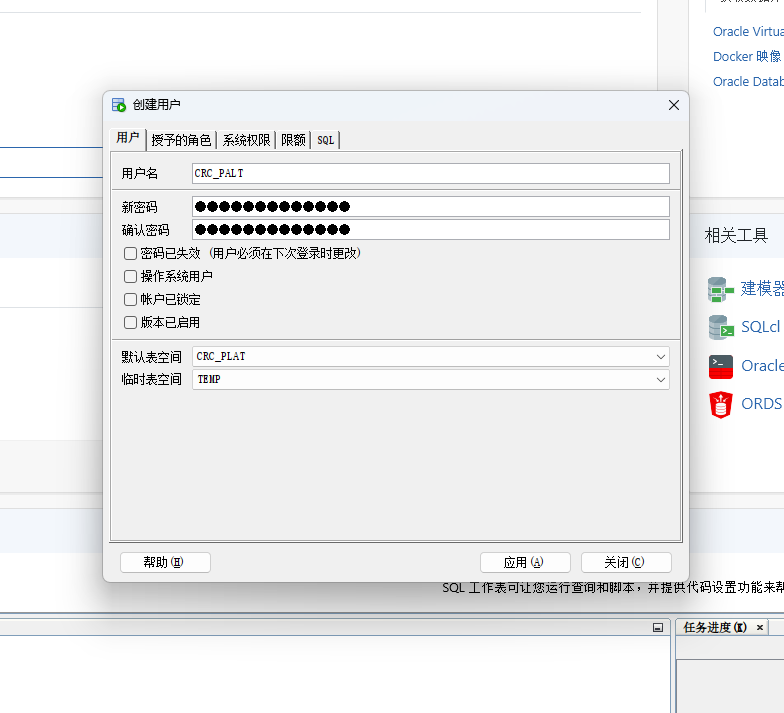 Oracle Virtua
Docker 映像
Oracle Datab
创建用户
用户
授予的角色
系统权限
限额
SQL
用户名
CRC_PALT
新密码
●●●●●●●●●●●●●
确认密码
●●●●●●●●●●●●●
密码已失效 (用户必须在下次登录时更改)
操作系统用户
帐户已锁定
版本已启用
默认表空间
CRC_PLAT
临时表空间
TEMP
帮助(H)
应用(A)
关闭(C)
相关工具
建模器
SQLcl
Oracle
ORDS
SQL 工作表可让您运行查询和脚本，并提供代码设置功能来帮
任务进度(K) ×